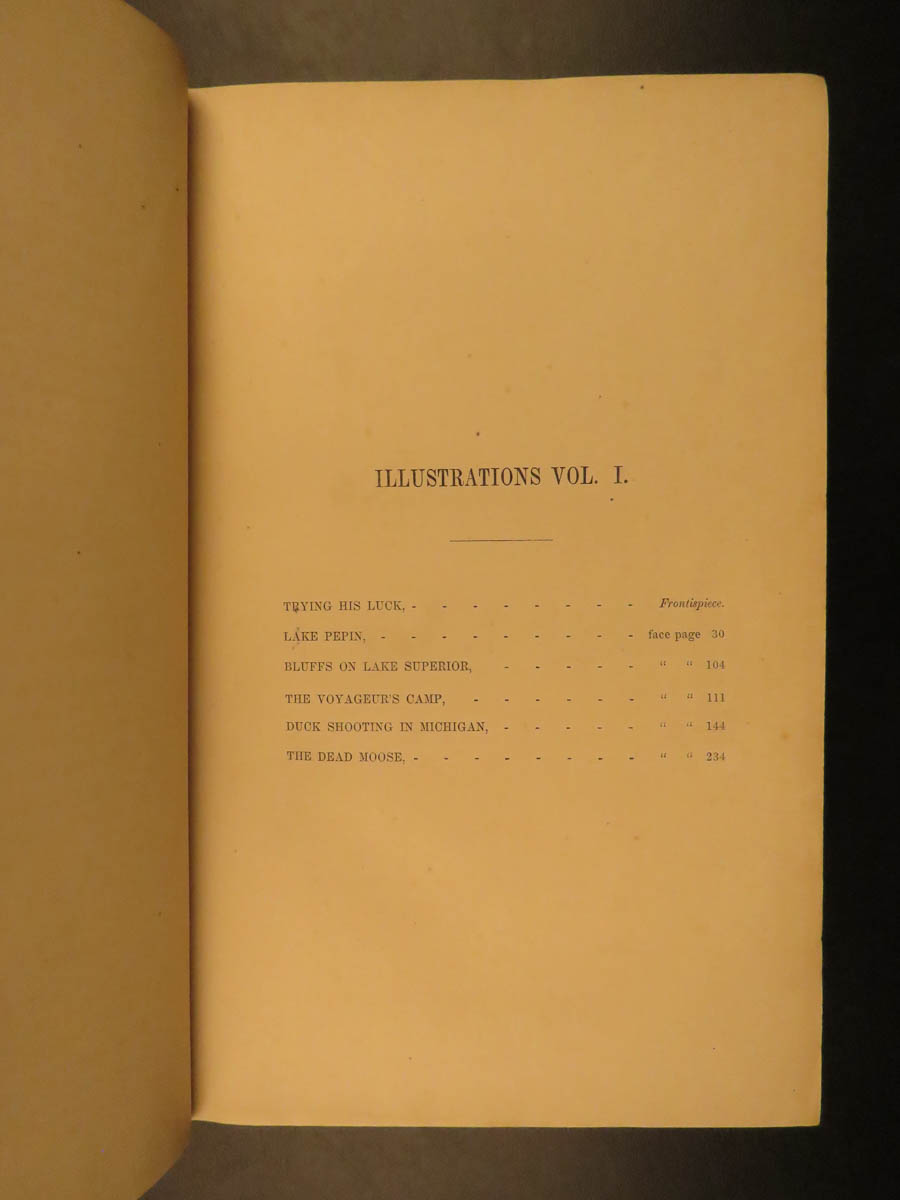 ILLUSTRATIONS VOL. I.
TRYING HIS LUCK, - - - - - - - - Frontispiece.
LAKE PEPIN, - - - - - - - - - face page 30
BLUFFS ON LAKE SUPERIOR, - - - - - “ “ 104
THE VOYAGEUR'S CAMP, - - - - - - “ “ 111
DUCK SHOOTING IN MICHIGAN, - - - - - “ “ 144
THE DEAD MOOSE, - - - - - - - - “ “ 234